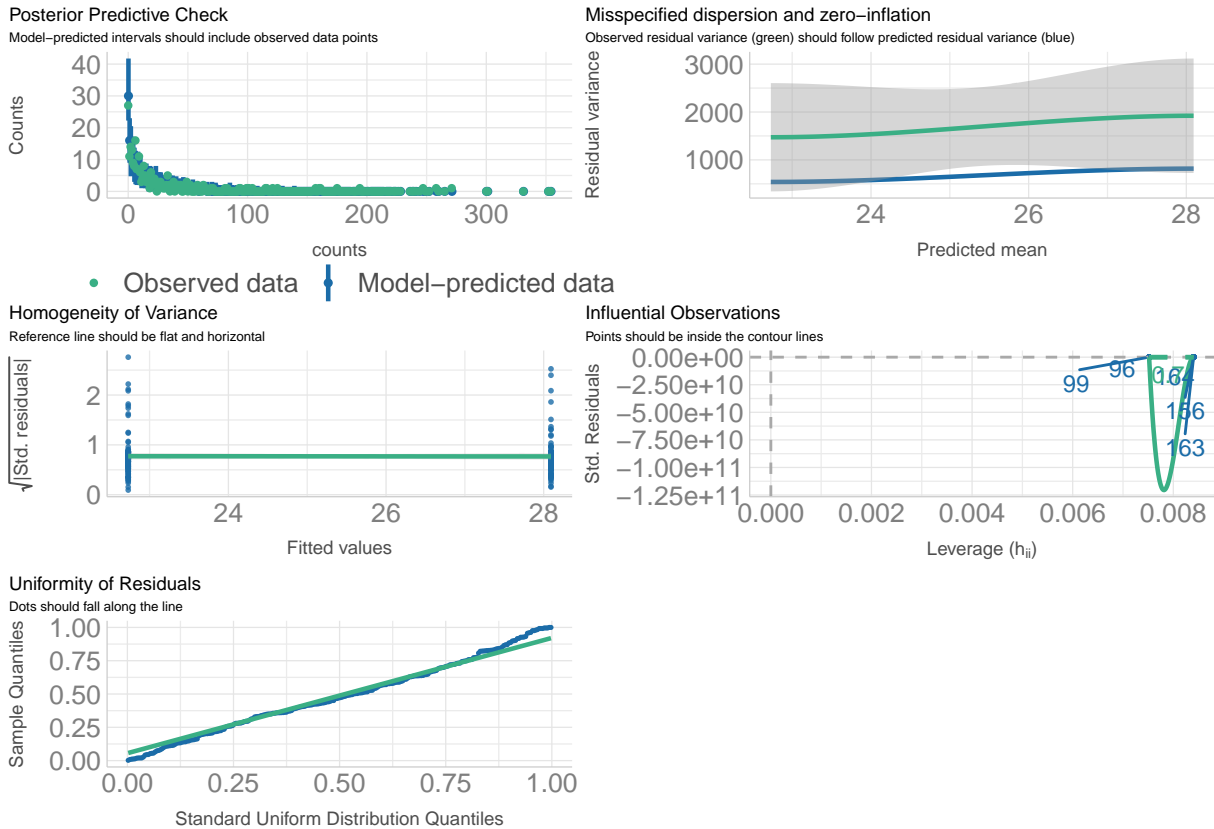 Posterior Predictive Check
Model−predicted intervals should include observed data points
Counts
40
30
20
10
0
0 100 200 300
counts
Observed data Model−predicted data
Misspecified dispersion and zero−inflation
Observed residual variance (green) should follow predicted residual variance (blue)
Residual variance
3000
2000
1000
24 26 28
Predicted mean
Homogeneity of Variance
Reference line should be flat and horizontal
√|Std. residuals|
2
1
0
24 26 28
Fitted values
Influential Observations
Points should be inside the contour lines
Std. Residuals
0.00e+00
−2.50e+10
−5.00e+10
−7.50e+10
−1.00e+11
−1.25e+11
99
96
164
156
163
0.000 0.002 0.004 0.006 0.008
Leverage (hii)
Uniformity of Residuals
Dots should fall along the line
Sample Quantiles
1.00
0.75
0.50
0.25
0.00
0.00 0.25 0.50 0.75 1.00
Standard Uniform Distribution Quantiles